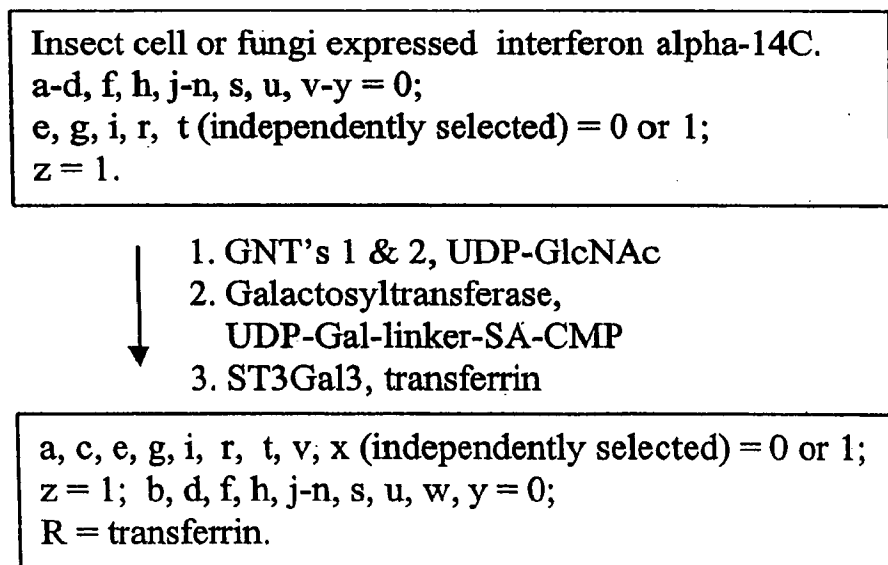 Insect cell or fungi expressed interferon alpha-14C.
a-d, f, h, j-n, s, u, v-y = 0;
e, g, i, r, t (independently selected) = 0 or 1;
z = 1.
1. GNT's 1 & 2, UDP-GlcNAc
2. Galactosyltransferase,
UDP-Gal-linker-SA-CMP
3. ST3Gal3, transferrin
a, c, e, g, i, r, t, v, x (independently selected) = 0 or 1;
z = 1; b, d, f, h, j-n, s, u, w, y = 0;
R = transferrin.